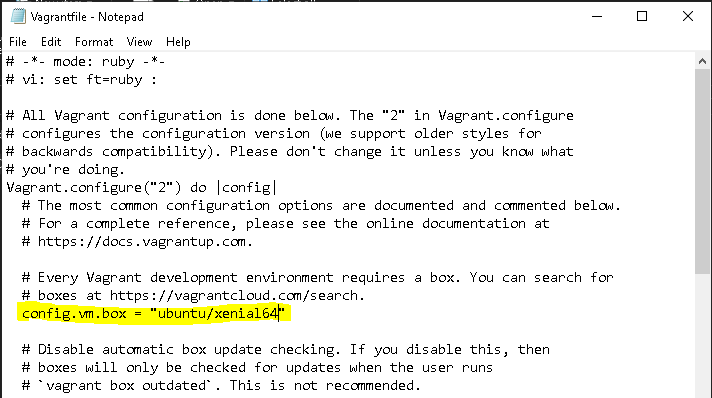 Vagrantfile - Notepad
File Edit Format View Help
# -*- mode: ruby -*-
# vi: set ft=ruby :
# All Vagrant configuration is done below. The "2" in Vagrant.configure
# configures the configuration version (we support older styles for
# backwards compatibility). Please don't change it unless you know what
# you're doing.
Vagrant.configure("2") do |config|
# The most common configuration options are documented and commented below.
# For a complete reference, please see the online documentation at
# https://docs.vagrantup.com.
# Every Vagrant development environment requires a box. You can search for
# boxes at https://vagrantcloud.com/search.
config.vm.box = "ubuntu/xenial64"
# Disable automatic box update checking. If you disable this, then
# boxes will only be checked for updates when the user runs
# `vagrant box outdated`. This is not recommended.